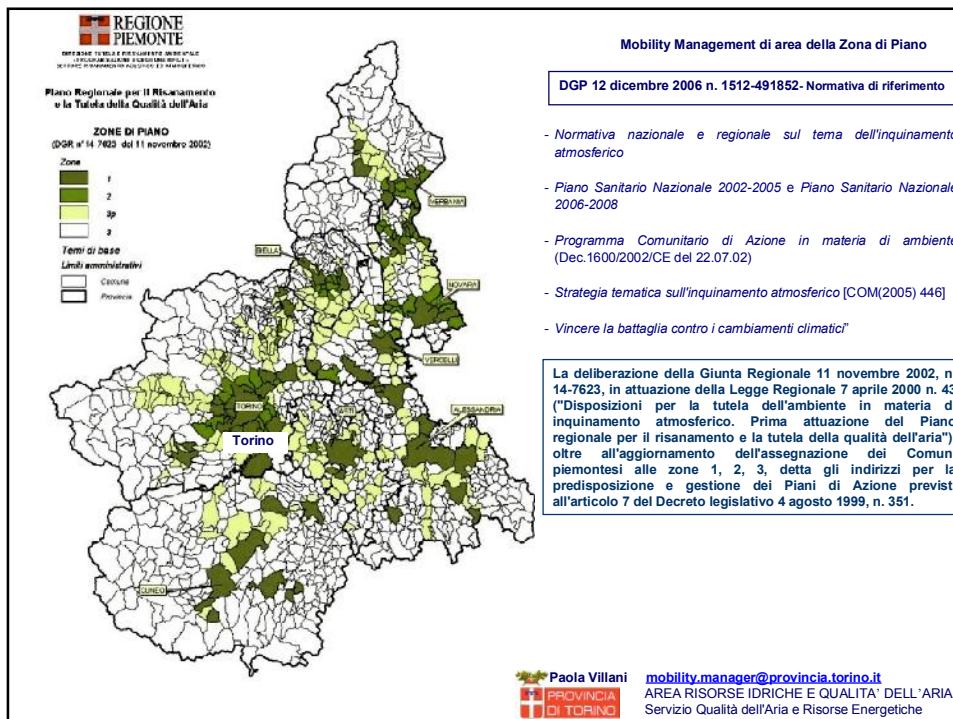 REGIONE
PIEMONTE
Piano Regionale per il Risanamento
e la Tutela della Qualità dell'Aria
ZONE DI PIANO
(DGR n° 14-7623 del 11 novembre 2002)
Zone
1
2
3p
3
Temi di base
Limiti amministrativi
Comune
Provincia
VERBANIA
BIELLA
NOVARA
VERCELLI
TORINO
ASTI
ALESSANDRIA
Torino
CUNEO
Mobility Management di area della Zona di Piano
DGP 12 dicembre 2006 n. 1512-491852- Normativa di riferimento
- Normativa nazionale e regionale sul tema dell'inquinamento
atmosferico
- Piano Sanitario Nazionale 2002-2005 e Piano Sanitario Nazionale
2006-2008
- Programma Comunitario di Azione in materia di ambiente
(Dec.1600/2002/CE del 22.07.02)
- Strategia tematica sull'inquinamento atmosferico [COM(2005) 446]
- Vincere la battaglia contro i cambiamenti climatici"
La deliberazione della Giunta Regionale 11 novembre 2002, n
14-7623, in attuazione della Legge Regionale 7 aprile 2000 n. 43
("Disposizioni per la tutela dell'ambiente in materia d
inquinamento atmosferico. Prima attuazione del Piano
regionale per il risanamento e la tutela della qualità dell'aria")
oltre all'aggiornamento dell'assegnazione dei Comun
piemontesi alle zone 1, 2, 3, detta gli indirizzi per la
predisposizione e gestione dei Piani di Azione previst
all'articolo 7 del Decreto legislativo 4 agosto 1999, n. 351.
Paola Villani mobility.manager@provincia.torino.it
PROVINCIA
DI TORINO
AREA RISORSE IDRICHE E QUALITA' DELL'ARIA
Servizio Qualità dell'Aria e Risorse Energetiche